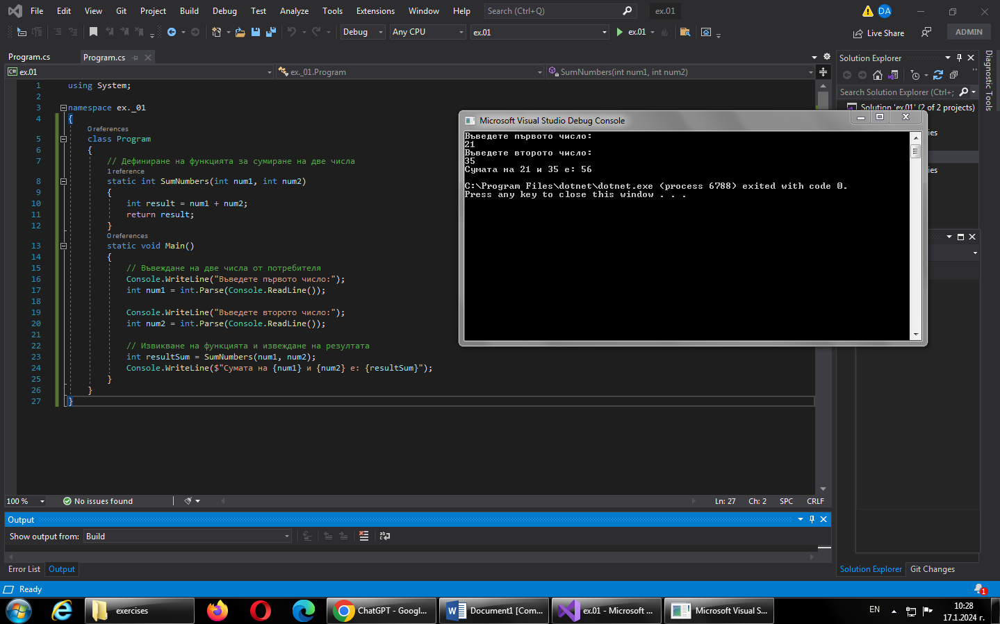 File Edit View Git Project Build Debug Test Analyze Tools Extensions Window Help Search (Ctrl+Q) ex.01 DA
Debug Any CPU ex.01 ex.01 Live Share ADMIN
Program.cs Program.cs
C# ex.01 ex._01.Program SumNumbers(int num1, int num2)
1 using System;
2
3 namespace ex._01
4 {
0 references
5 class Program
6 {
7 // Дефиниране на функцията за сумиране на две числа
1 reference
8 static int SumNumbers(int num1, int num2)
9 {
10 int result = num1 + num2;
11 return result;
12 }
0 references
13 static void Main()
14 {
15 // Въвеждане на две числа от потребителя
16 Console.WriteLine("Въведете първото число:");
17 int num1 = int.Parse(Console.ReadLine());
18
19 Console.WriteLine("Въведете второто число:");
20 int num2 = int.Parse(Console.ReadLine());
21
22 // Извикване на функцията и извеждане на резултата
23 int resultSum = SumNumbers(num1, num2);
24 Console.WriteLine($"Сумата на {num1} и {num2} е: {resultSum}");
25 }
26 }
27 }
Microsoft Visual Studio Debug Console
Въведете първото число:
21
Въведете второто число:
35
Сумата на 21 и 35 е: 56
C:\Program Files\dotnet\dotnet.exe (process 6788) exited with code 0.
Press any key to close this window . . .
Solution Explorer
Search Solution Explorer (Ctrl+;
Solution 'ex.01' (2 of 2 projects)
ies
ies
Diagnostic Tools
100 % No issues found Ln: 27 Ch: 2 SPC CRLF
Output
Show output from: Build
Error List Output
Solution Explorer Git Changes
Ready 1
exercises ChatGPT - Googl... Document1 [Com... ex.01 - Microsoft ... Microsoft Visual S... EN 10:28
17.1.2024 г.